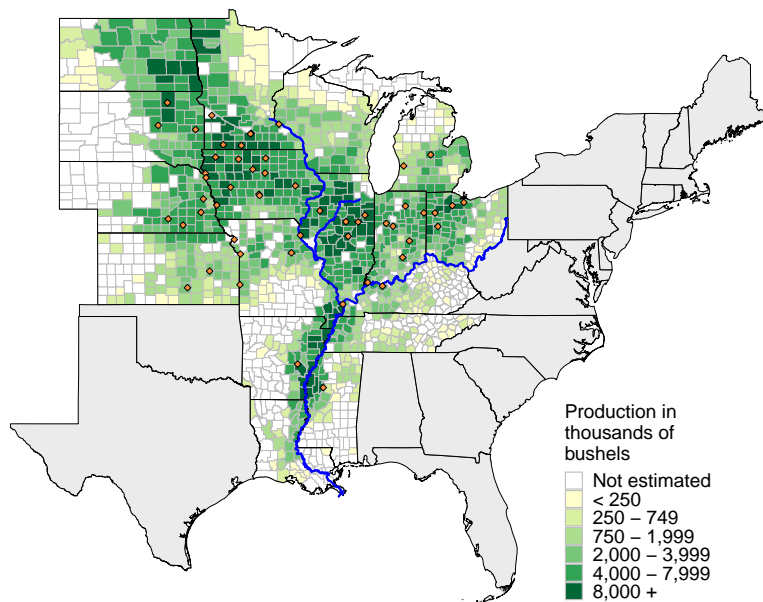 Production in
thousands of
bushels
Not estimated
< 250
250 – 749
750 – 1,999
2,000 – 3,999
4,000 – 7,999
8,000 +